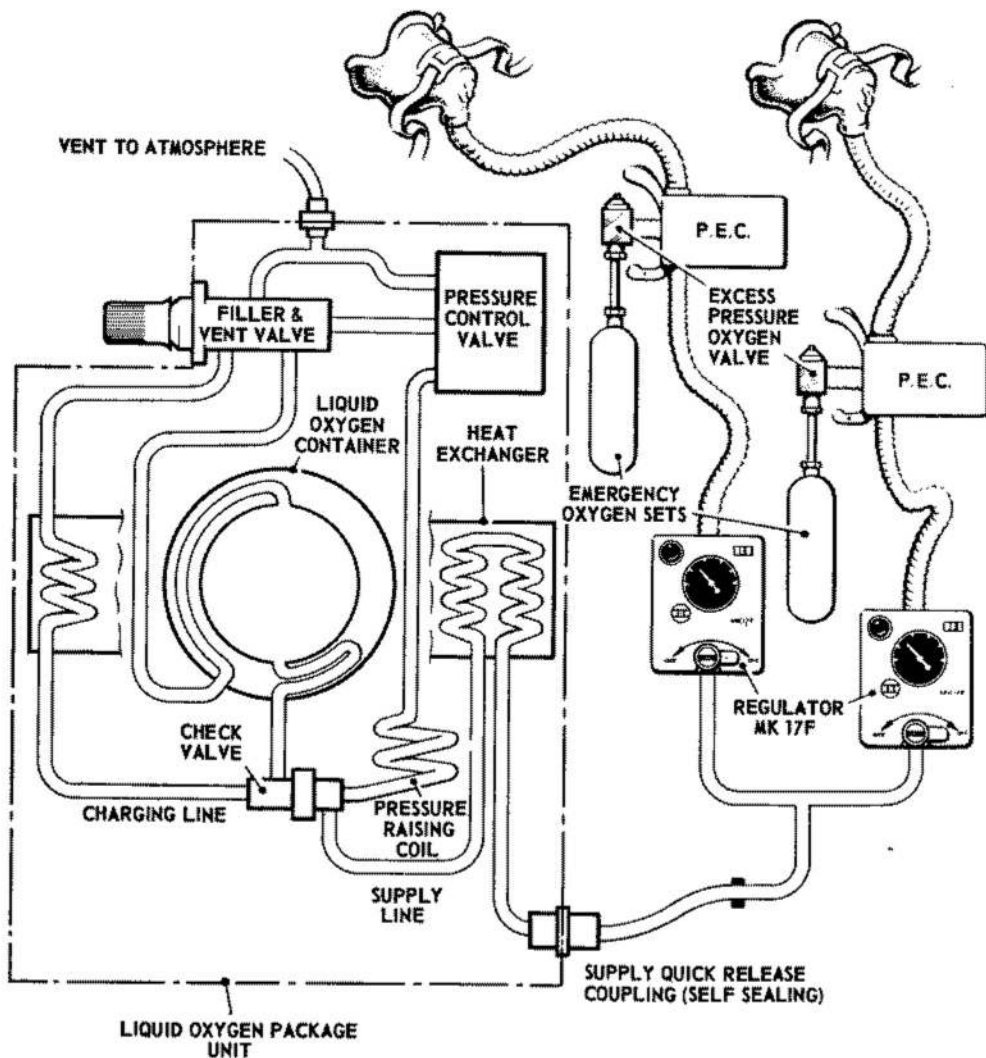 VENT TO ATMOSPHERE
P.E.C.
FILLER &
VENT VALVE
PRESSURE
CONTROL
VALVE
EXCESS
PRESSURE
OXYGEN
VALVE
P.E.C.
LIQUID
OXYGEN
CONTAINER
HEAT
EXCHANGER
EMERGENCY
OXYGEN SETS
REGULATOR
MK 17F
CHECK
VALVE
CHARGING LINE
PRESSURE
RAISING
COIL
SUPPLY
LINE
SUPPLY QUICK RELEASE
COUPLING (SELF SEALING)
LIQUID OXYGEN PACKAGE
UNIT